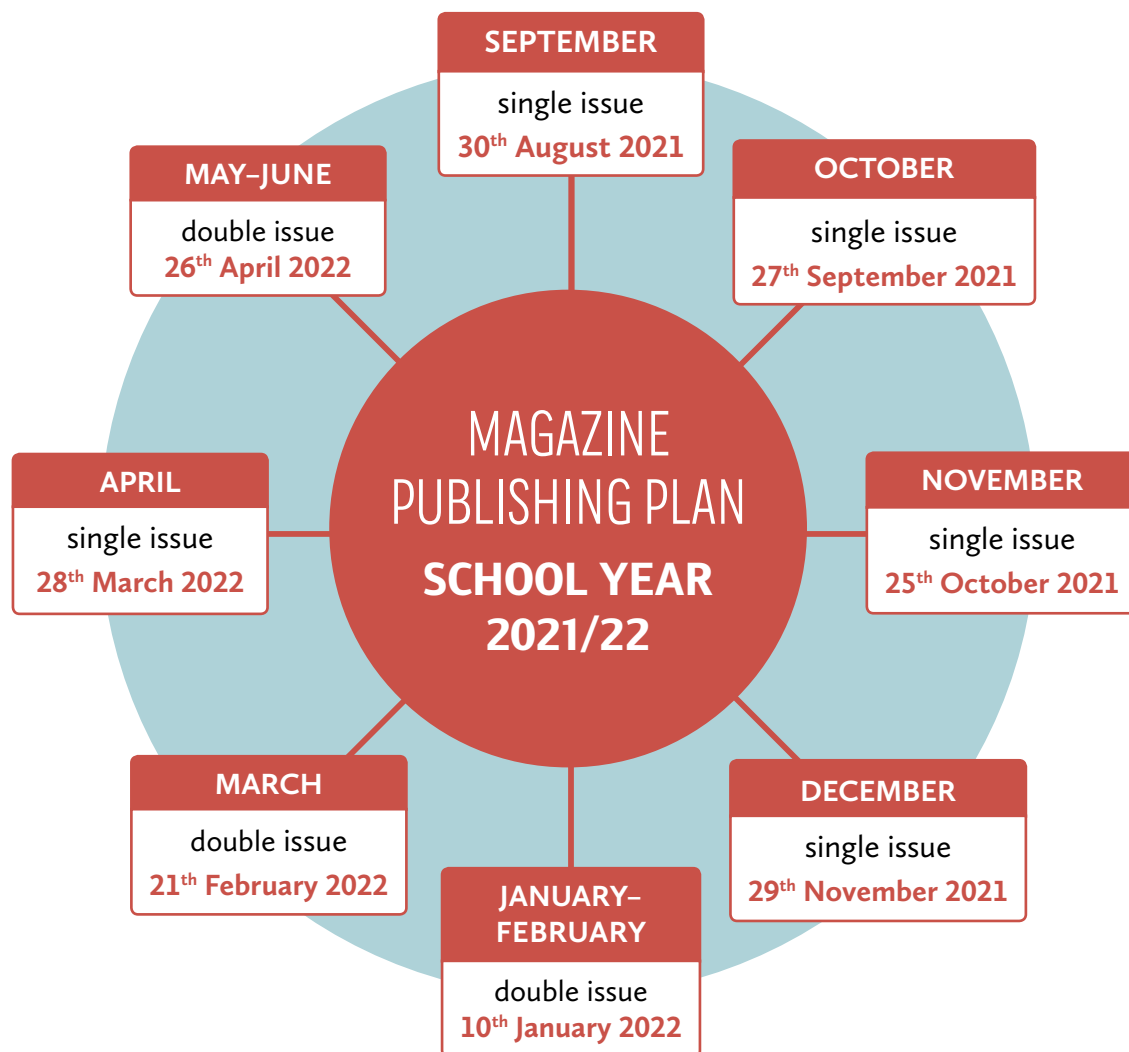 SEPTEMBER
single issue
30th August 2021
OCTOBER
single issue
27th September 2021
NOVEMBER
single issue
25th October 2021
DECEMBER
single issue
29th November 2021
JANUARY–
FEBRUARY
double issue
10th January 2022
MARCH
double issue
21th February 2022
APRIL
single issue
28th March 2022
MAY–JUNE
double issue
26th April 2022
MAGAZINE
PUBLISHING PLAN
SCHOOL YEAR
2021/22